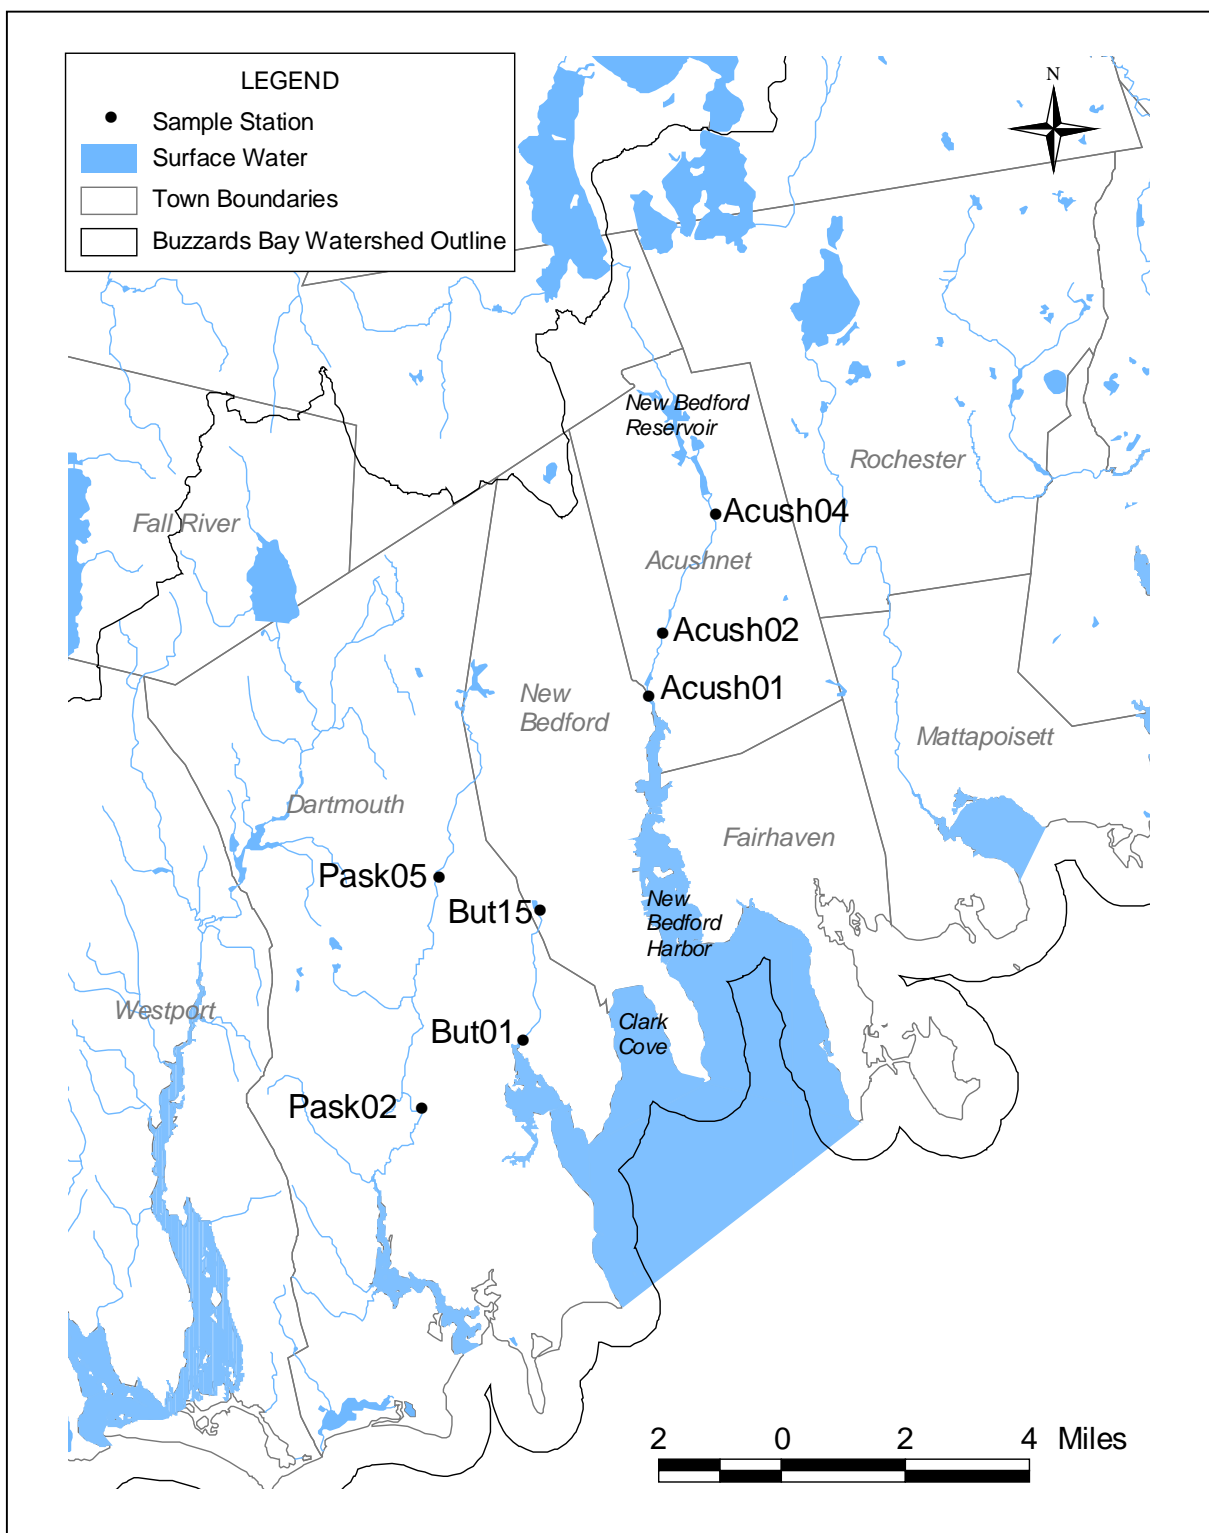 LEGEND
Sample Station
Surface Water
Town Boundaries
Buzzards Bay Watershed Outline
N
New Bedford
Reservoir
Rochester
Acush04
Fall River
Acushnet
Acush02
Acush01
New
Bedford
Mattapoisett
Dartmouth
Fairhaven
Pask05
But15
New
Bedford
Harbor
Westport
Clark
Cove
But01
Pask02
2 0 2 4 Miles